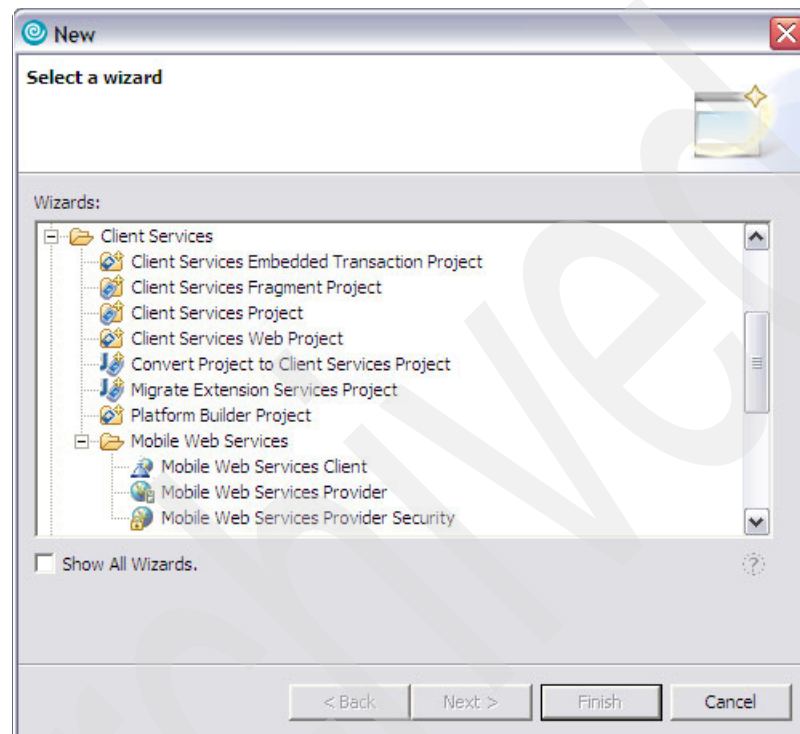 New
Select a wizard
Wizards:
Client Services
Client Services Embedded Transaction Project
Client Services Fragment Project
Client Services Project
Client Services Web Project
Convert Project to Client Services Project
Migrate Extension Services Project
Platform Builder Project
Mobile Web Services
Mobile Web Services Client
Mobile Web Services Provider
Mobile Web Services Provider Security
Show All Wizards.
< Back Next > Finish Cancel